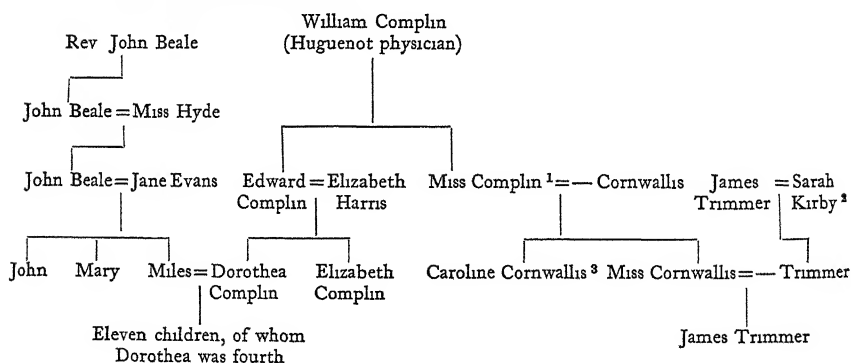 William Complin
Rev John Beale (Huguenot physician)
John Beale = Miss Hyde
John Beale = Jane Evans Edward = Elizabeth Miss Complin ¹ = — Cornwallis James = Sarah
Complin Harris Trimmer Kirby ²
John Mary Miles = Dorothea Elizabeth Caroline Cornwallis ³ Miss Cornwallis = — Trimmer
Complin Complin
Eleven children, of whom James Trimmer
Dorothea was fourth